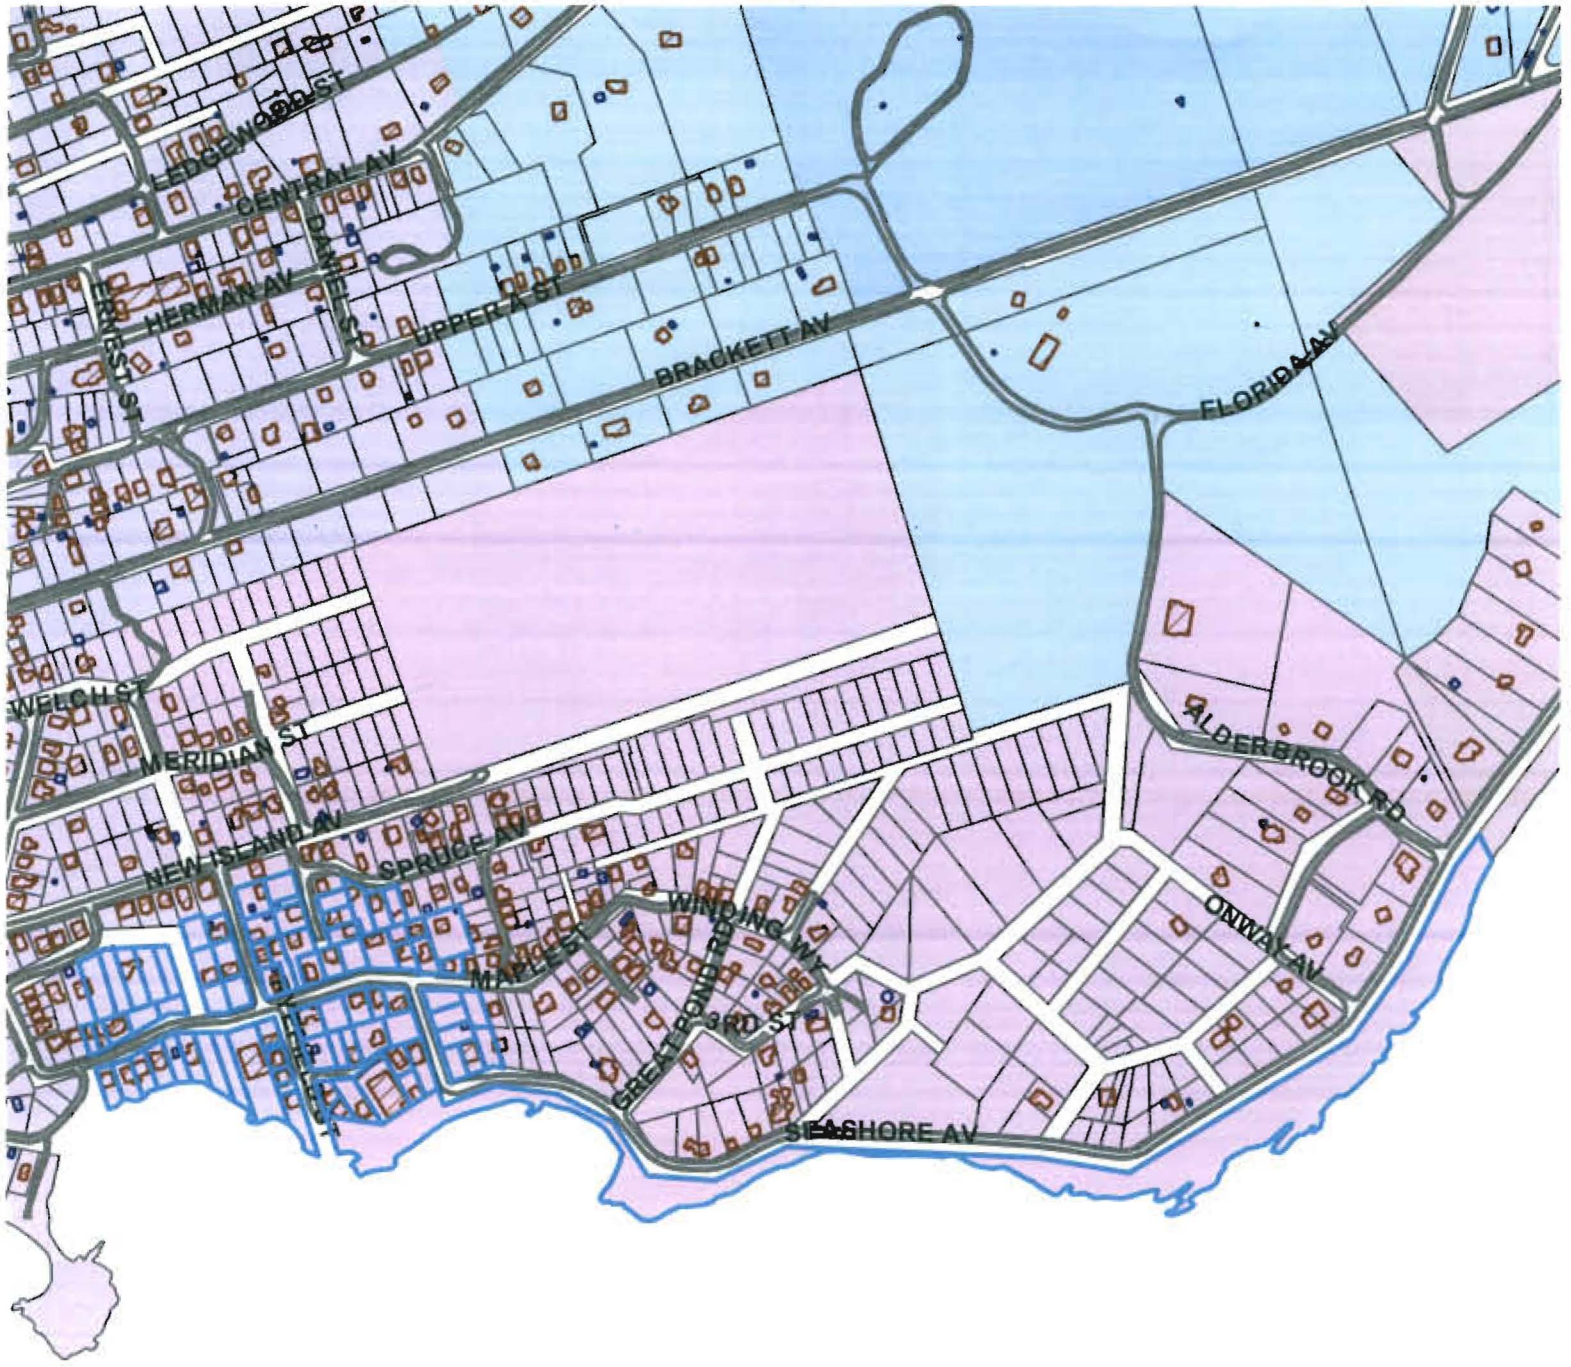 LEDGEWOOD ST
CENTRAL AV
DANIEL ST
HERMAN AV
ERNEST ST
UPPER A ST
BRACKETT AV
FLORIDA AV
WELCH ST
MERIDIAN ST
ALDERBROOK RD
NEW ISLAND AV
SPRUCE AV
WINDING WY
ONWAY AV
MAPLE ST
GREAT POND RD
3RD ST
SEASHORE AV